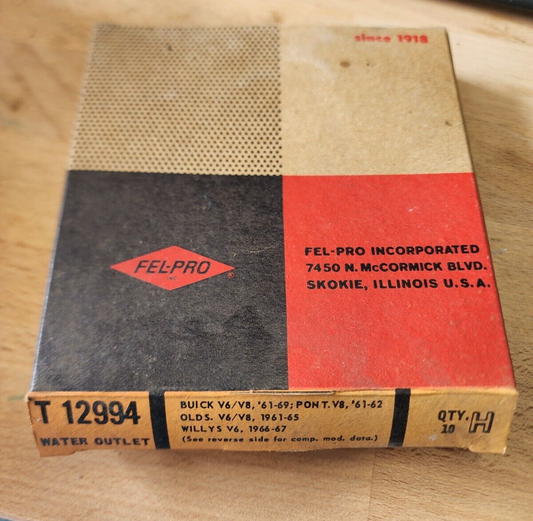 since 1918
FEL-PRO
INC.
FEL-PRO INCORPORATED
7450 N. McCORMICK BLVD.
SKOKIE, ILLINOIS U.S.A.
T 12994
WATER OUTLET
BUICK V6/V8, '61-69; PONT. V8, '61-62
OLDS. V6/V8, 1961-65
WILLYS V6, 1966-67
(See reverse side for comp. mod. data.)
QTY.
10
H